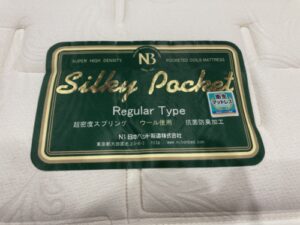 NB
SUPER HIGH DENSITY
POCKETED COILS MATTRESS
Silky Pocket
Regular Type
超密度スプリング ウール使用 抗菌防臭加工
日本ベッド製造株式会社